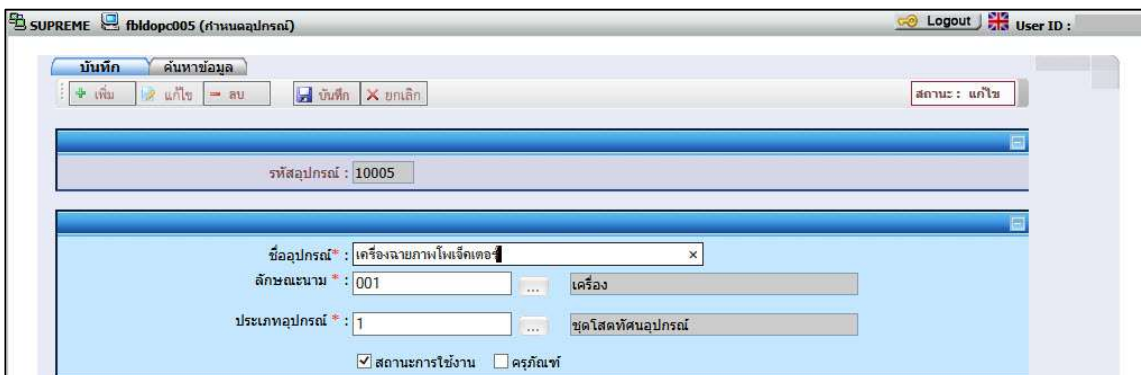 SUPREME fbldopc005 (กำหนดอุปกรณ์) Logout User ID :
บันทึก ค้นหาข้อมูล
เพิ่ม แก้ไข ลบ บันทึก ยกเลิก สถานะ : แก้ไข
รหัสอุปกรณ์ : 10005
ชื่ออุปกรณ์* : เครื่องฉายภาพโพเจ็คเตอร์ ×
ลักษณะนาม * : 001 ... เครื่อง
ประเภทอุปกรณ์ * : 1 ... ชุดโสตทัศนอุปกรณ์
สถานะการใช้งาน ครุภัณฑ์